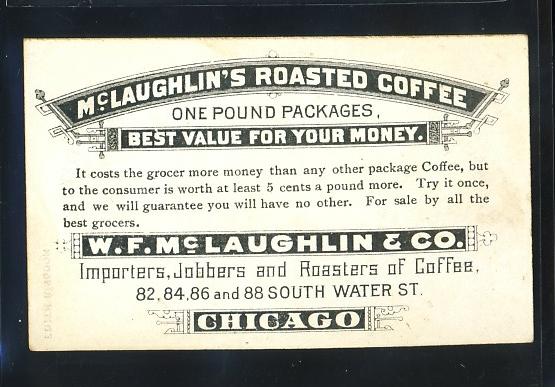 McLAUGHLIN'S ROASTED COFFEE
ONE POUND PACKAGES,
BEST VALUE FOR YOUR MONEY.
It costs the grocer more money than any other package Coffee, but
to the consumer is worth at least 5 cents a pound more. Try it once,
and we will guarantee you will have no other. For sale by all the
best grocers.
W. F. McLAUGHLIN & CO.
Importers, Jobbers and Roasters of Coffee,
82, 84, 86 and 88 SOUTH WATER ST.
CHICAGO